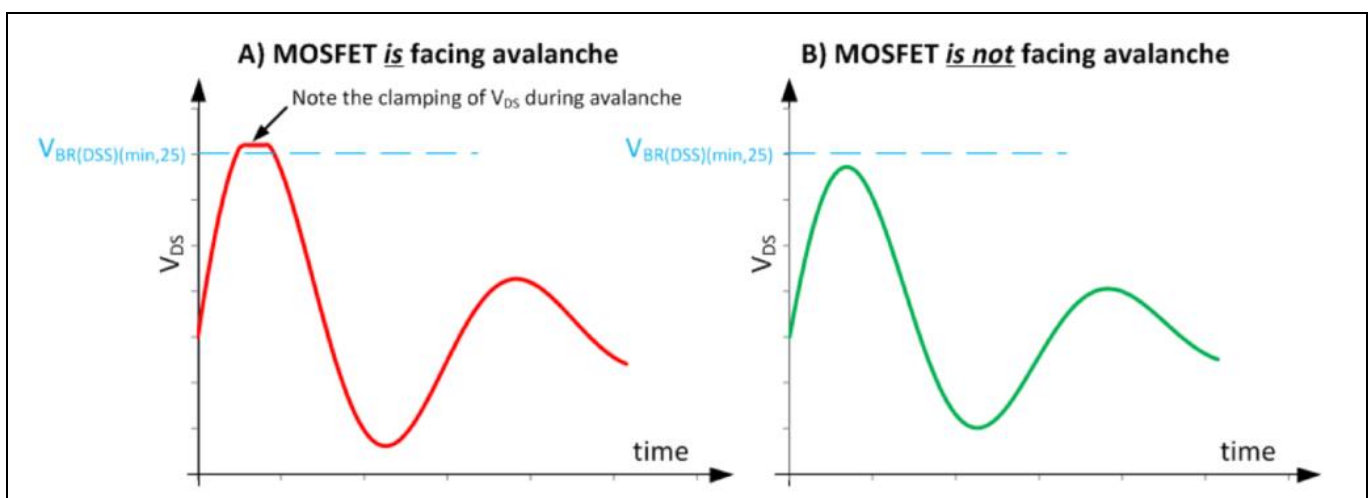 A) MOSFET is facing avalanche
Note the clamping of VDS during avalanche
VBR(DSS)(min,25)
VDS
time
B) MOSFET is not facing avalanche
VBR(DSS)(min,25)
VDS
time